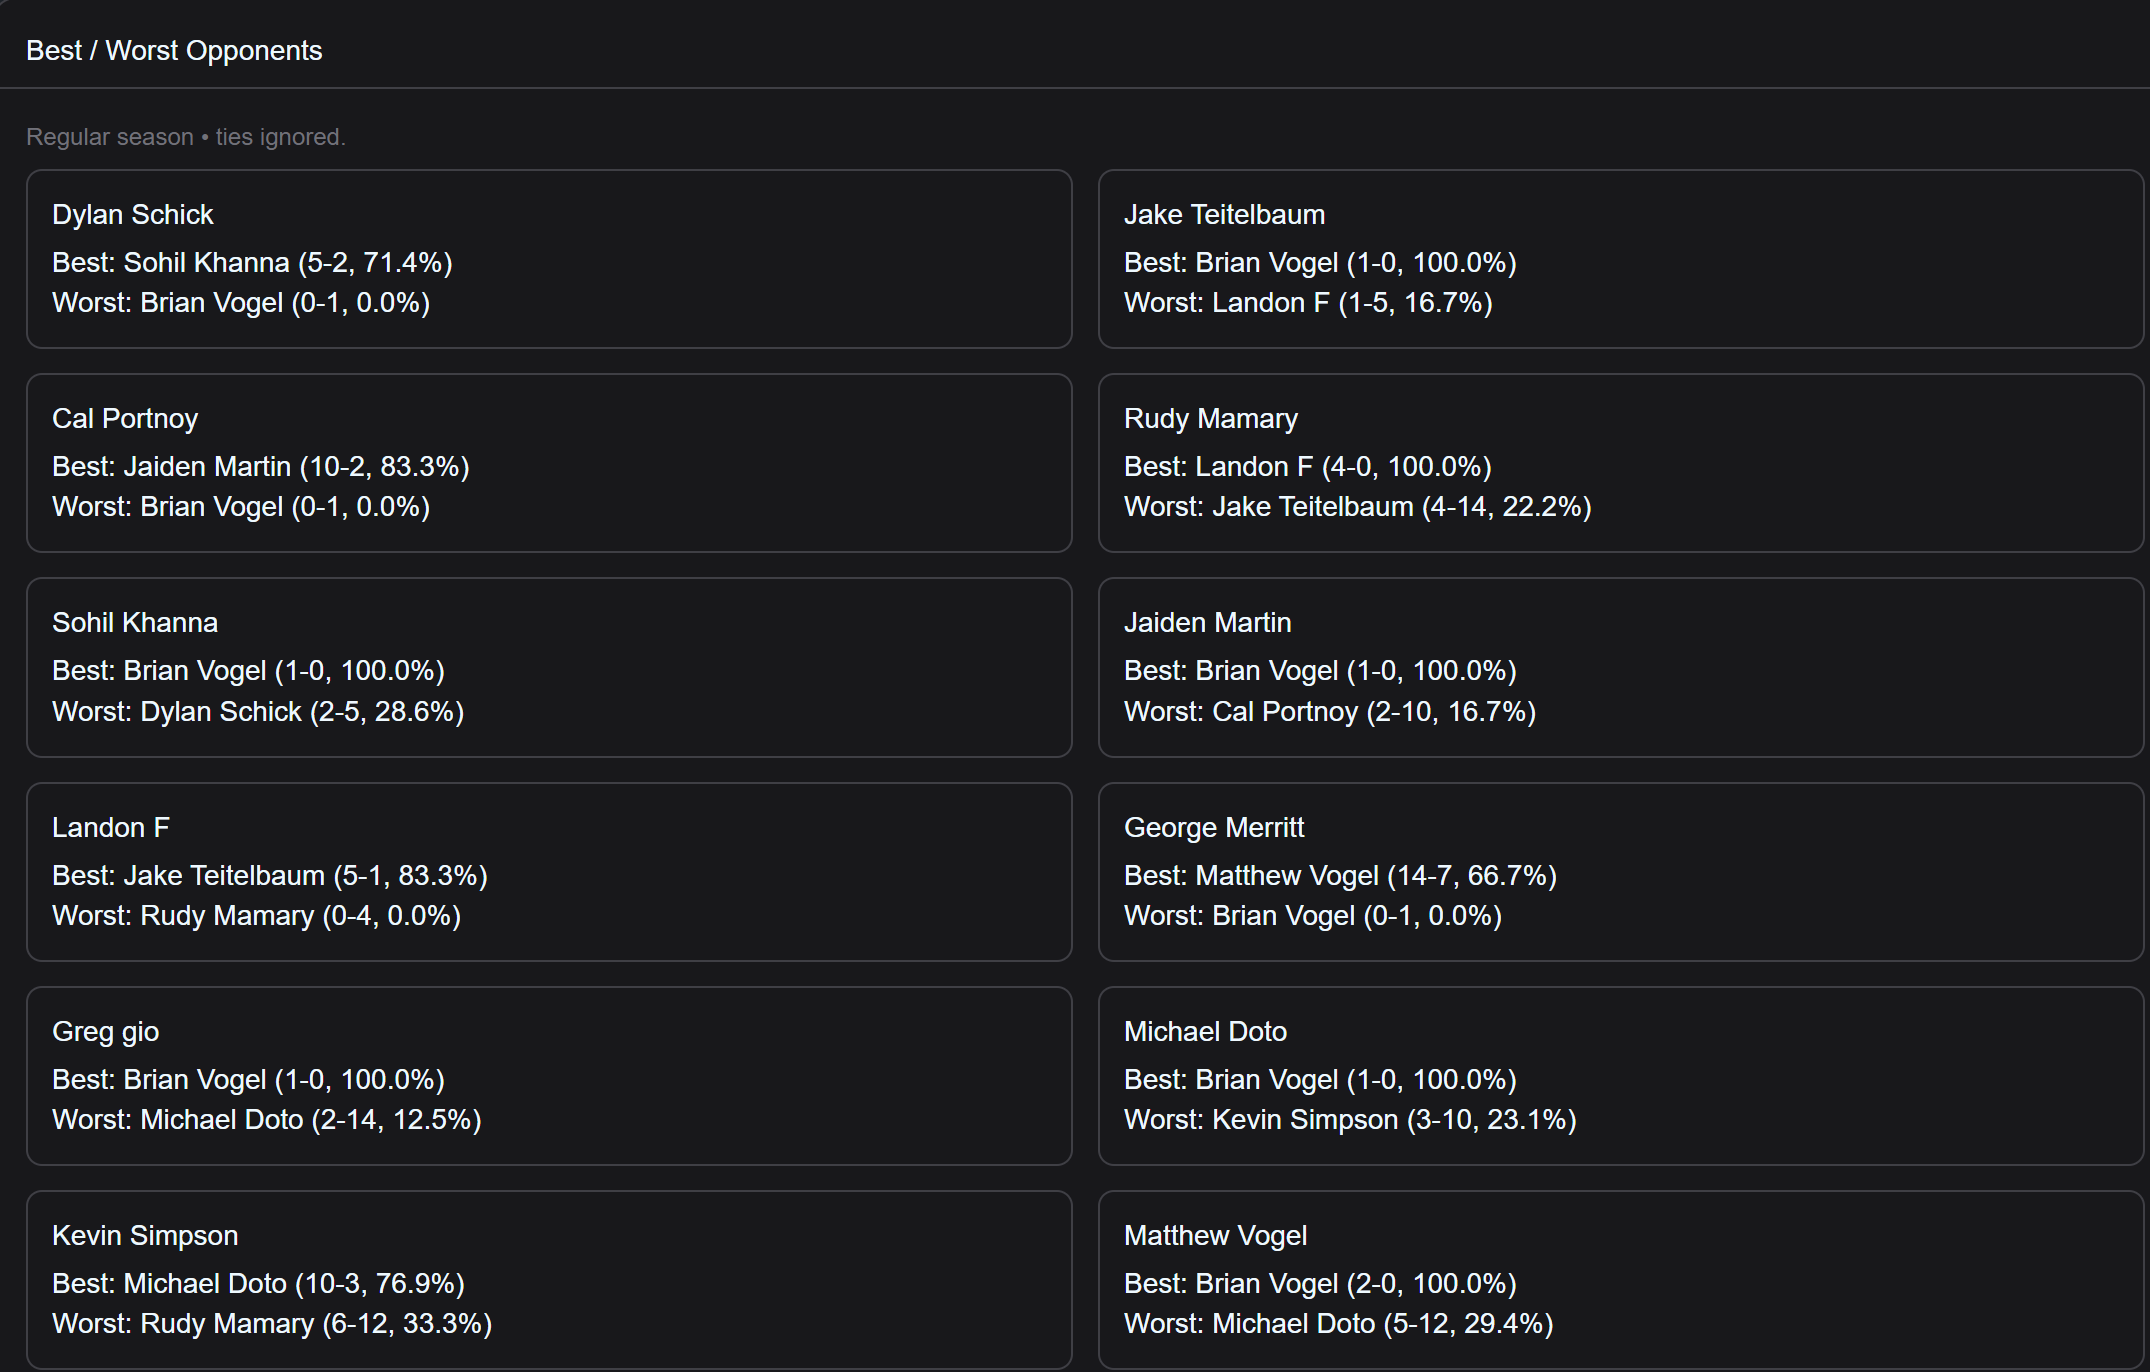 Best / Worst Opponents
Regular season • ties ignored.
Dylan Schick
Best: Sohil Khanna (5-2, 71.4%)
Worst: Brian Vogel (0-1, 0.0%)
Jake Teitelbaum
Best: Brian Vogel (1-0, 100.0%)
Worst: Landon F (1-5, 16.7%)
Cal Portnoy
Best: Jaiden Martin (10-2, 83.3%)
Worst: Brian Vogel (0-1, 0.0%)
Rudy Mamary
Best: Landon F (4-0, 100.0%)
Worst: Jake Teitelbaum (4-14, 22.2%)
Sohil Khanna
Best: Brian Vogel (1-0, 100.0%)
Worst: Dylan Schick (2-5, 28.6%)
Jaiden Martin
Best: Brian Vogel (1-0, 100.0%)
Worst: Cal Portnoy (2-10, 16.7%)
Landon F
Best: Jake Teitelbaum (5-1, 83.3%)
Worst: Rudy Mamary (0-4, 0.0%)
George Merritt
Best: Matthew Vogel (14-7, 66.7%)
Worst: Brian Vogel (0-1, 0.0%)
Greg gio
Best: Brian Vogel (1-0, 100.0%)
Worst: Michael Doto (2-14, 12.5%)
Michael Doto
Best: Brian Vogel (1-0, 100.0%)
Worst: Kevin Simpson (3-10, 23.1%)
Kevin Simpson
Best: Michael Doto (10-3, 76.9%)
Worst: Rudy Mamary (6-12, 33.3%)
Matthew Vogel
Best: Brian Vogel (2-0, 100.0%)
Worst: Michael Doto (5-12, 29.4%)